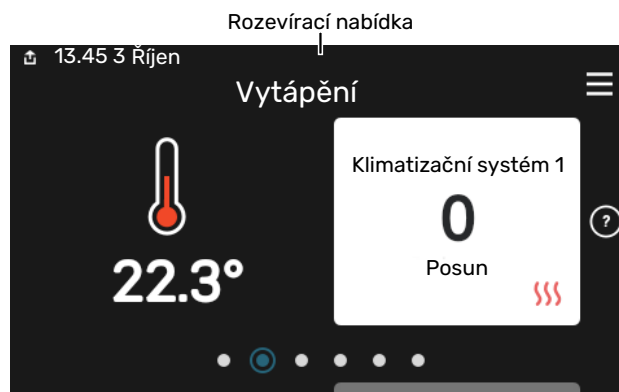 Rozevírací nabídka
13.45 3 Říjen
Vytápění
Klimatizační systém 1
0
Posun
22.3°
?